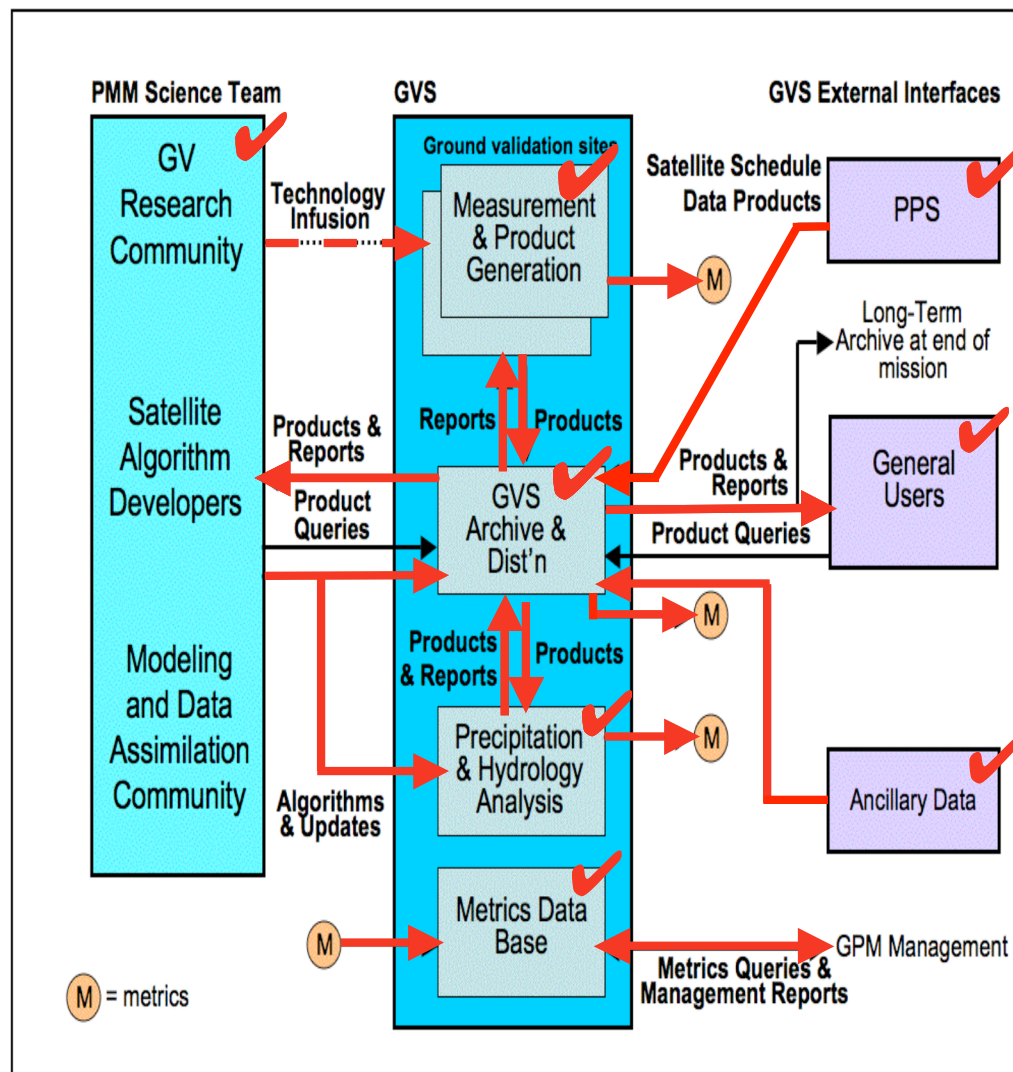 PMM Science Team
GV
Research
Community
Satellite
Algorithm
Developers
Modeling
and Data
Assimilation
Community
Technology
Infusion
Products &
Reports
Product
Queries
Algorithms
& Updates
GVS
Ground validation sites
Measurement
& Product
Generation
M
Reports
Products
GVS
Archive &
Dist'n
M
Products
& Reports
Products
Precipitation
& Hydrology
Analysis
M
Metrics Data
Base
M
GVS External Interfaces
Satellite Schedule
Data Products
PPS
Long-Term
Archive at end of
mission
Products &
Reports
General
Users
Product Queries
Ancillary Data
GPM Management
Metrics Queries &
Management Reports
M = metrics